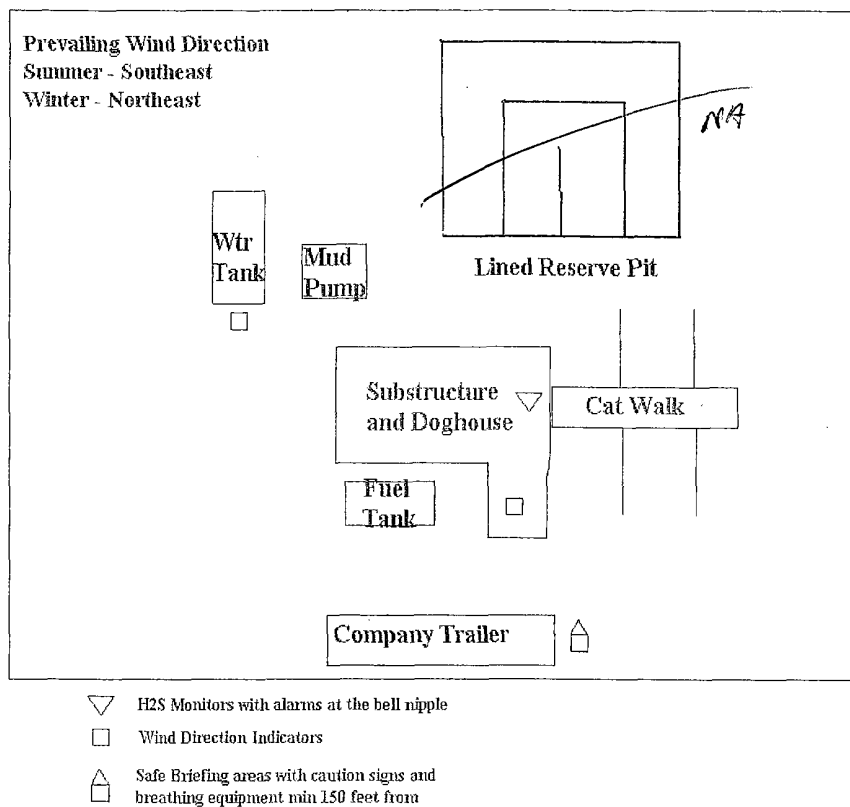 Prevailing Wind Direction
Summer - Southeast
Winter - Northeast
NA
Wtr
Tank
Mud
Pump
Lined Reserve Pit
Substructure
and Doghouse
Cat Walk
Fuel
Tank
Company Trailer
H2S Monitors with alarms at the bell nipple
Wind Direction Indicators
Safe Briefing areas with caution signs and
breathing equipment min 150 feet from